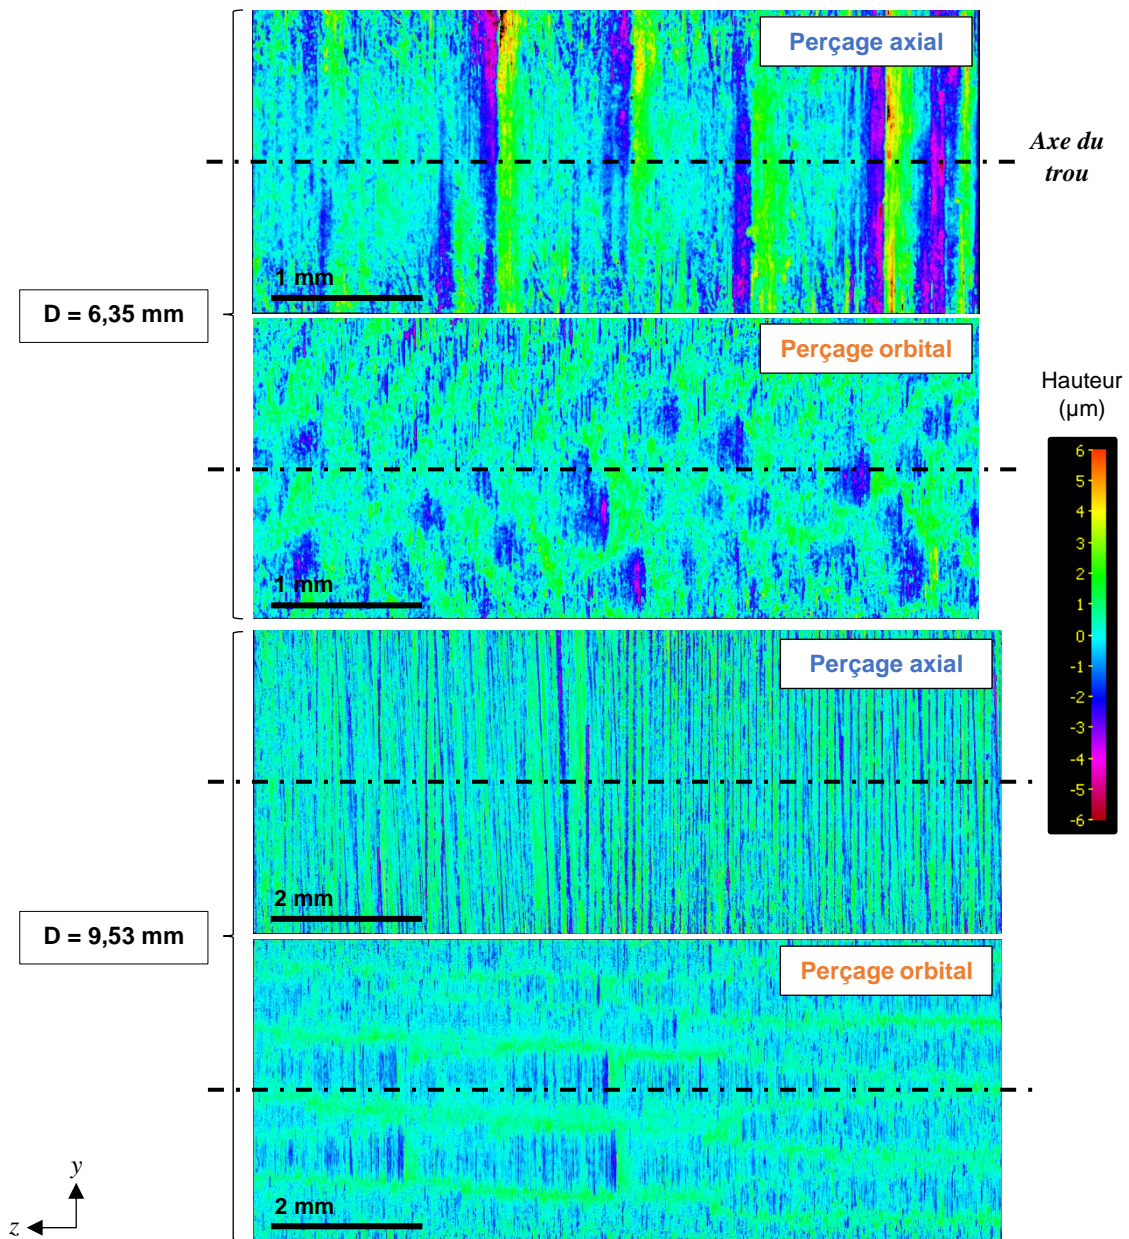 Perçage axial
Axe du
trou
1 mm
D = 6,35 mm
Perçage orbital
1 mm
Hauteur
(µm)
6
5
4
3
2
1
0
-1
-2
-3
-4
-5
-6
Perçage axial
2 mm
D = 9,53 mm
Perçage orbital
2 mm
y
z